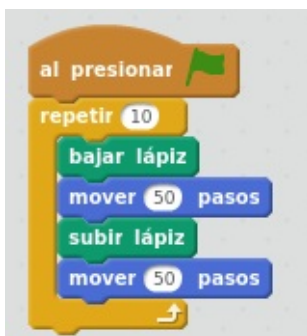 al presionar
repetir 10
bajar lápiz
mover 50 pasos
subir lápiz
mover 50 pasos